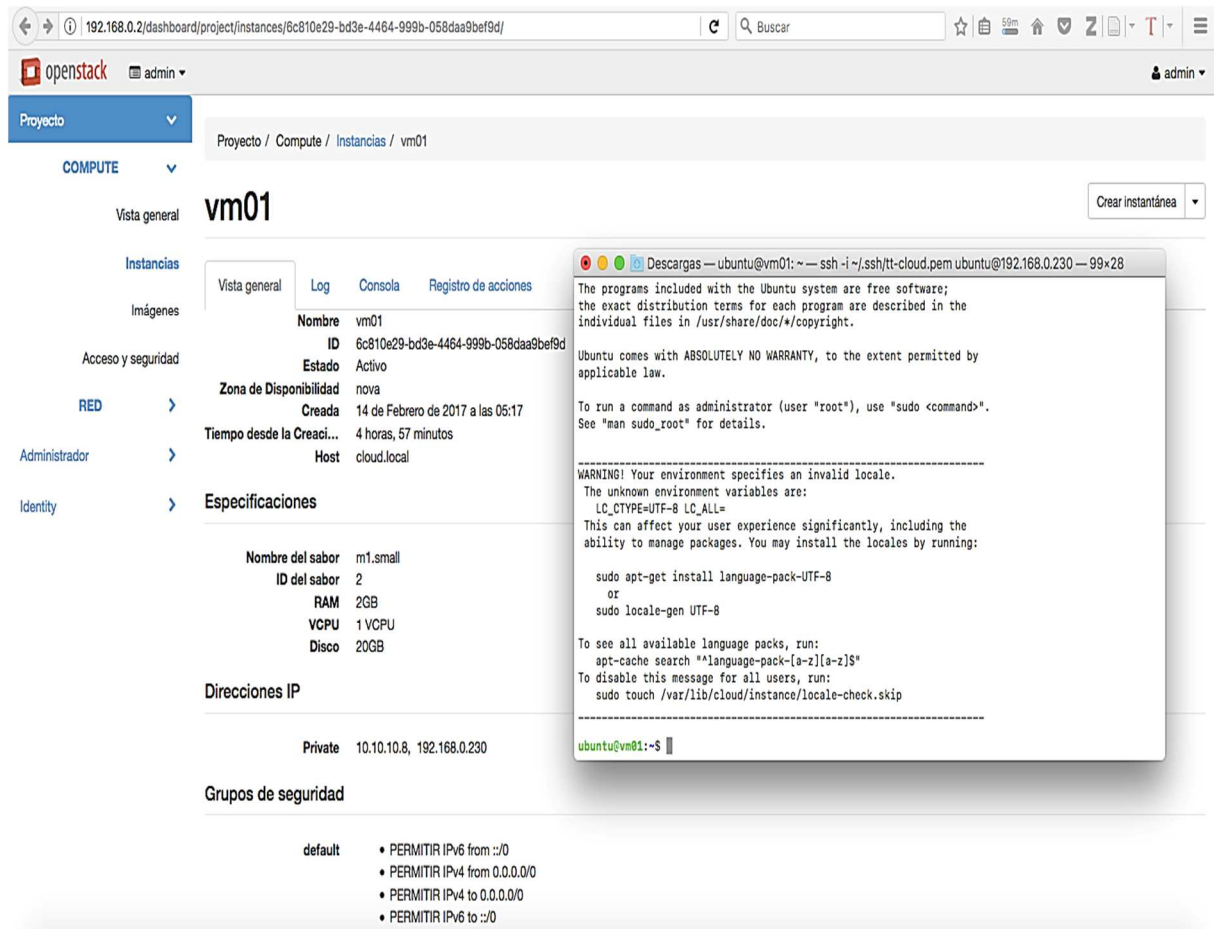 192.168.0.2/dashboard/project/instances/6c810e29-bd3e-4464-999b-058daa9bef9d/
Buscar
59m
Z
T
openstack
admin
admin
Proyecto
COMPUTE
Vista general
Instancias
Imágenes
Acceso y seguridad
RED
Administrador
Identity
Proyecto / Compute / Instancias / vm01
vm01
Crear instantánea
Vista general Log Consola Registro de acciones
Nombre vm01
ID 6c810e29-bd3e-4464-999b-058daa9bef9d
Estado Activo
Zona de Disponibilidad nova
Creada 14 de Febrero de 2017 a las 05:17
Tiempo desde la Creaci... 4 horas, 57 minutos
Host cloud.local
Especificaciones
Nombre del sabor m1.small
ID del sabor 2
RAM 2GB
VCPU 1 VCPU
Disco 20GB
Direcciones IP
Private 10.10.10.8, 192.168.0.230
Grupos de seguridad
default
• PERMITIR IPv6 from ::/0
• PERMITIR IPv4 from 0.0.0.0/0
• PERMITIR IPv4 to 0.0.0.0/0
• PERMITIR IPv6 to ::/0
Descargas — ubuntu@vm01: ~ — ssh -i ~/.ssh/tt-cloud.pem ubuntu@192.168.0.230 — 99×28
The programs included with the Ubuntu system are free software;
the exact distribution terms for each program are described in the
individual files in /usr/share/doc/*/copyright.
Ubuntu comes with ABSOLUTELY NO WARRANTY, to the extent permitted by
applicable law.
To run a command as administrator (user "root"), use "sudo <command>".
See "man sudo_root" for details.
_____________________________________________________________________
WARNING! Your environment specifies an invalid locale.
The unknown environment variables are:
LC_CTYPE=UTF-8 LC_ALL=
This can affect your user experience significantly, including the
ability to manage packages. You may install the locales by running:
sudo apt-get install language-pack-UTF-8
or
sudo locale-gen UTF-8
To see all available language packs, run:
apt-cache search "^language-pack-[a-z][a-z]$"
To disable this message for all users, run:
sudo touch /var/lib/cloud/instance/locale-check.skip
_____________________________________________________________________
ubuntu@vm01:~$